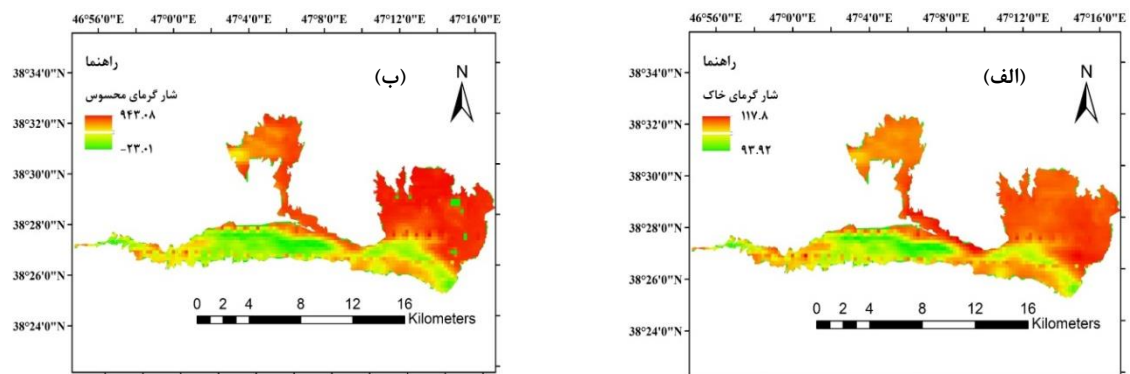 46°56'0"E 47°0'0"E 47°4'0"E 47°8'0"E 47°12'0"E 47°16'0"E
38°34'0"N
38°32'0"N
38°30'0"N
38°28'0"N
38°26'0"N
38°24'0"N
راهنما
شار گرمای محسوس
۹۴۳.۰۸
-۲۳.۰۱
(ب)
N
0 2 4 8 12 16
Kilometers
46°56'0"E 47°0'0"E 47°4'0"E 47°8'0"E 47°12'0"E 47°16'0"E
38°34'0"N
38°32'0"N
38°30'0"N
38°28'0"N
38°26'0"N
38°24'0"N
راهنما
شار گرمای خاک
۱۱۷.۸
۹۳.۹۲
(الف)
N
0 2 4 8 12 16
Kilometers